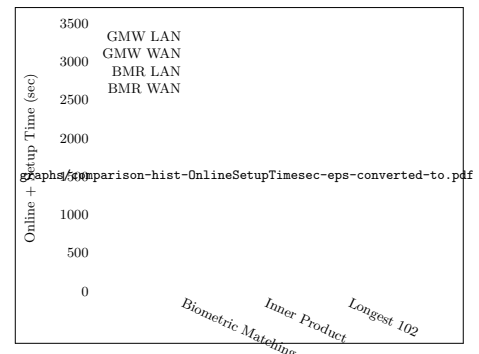 3500
GMW LAN
3000
GMW WAN
BMR LAN
2500
BMR WAN
2000
Online + Setup Time (sec)
graphs/comparison-hist-OnlineSetupTimesec-eps-converted-to.pdf
1500
1000
500
0
Biometric Matching
Inner Product
Longest 102